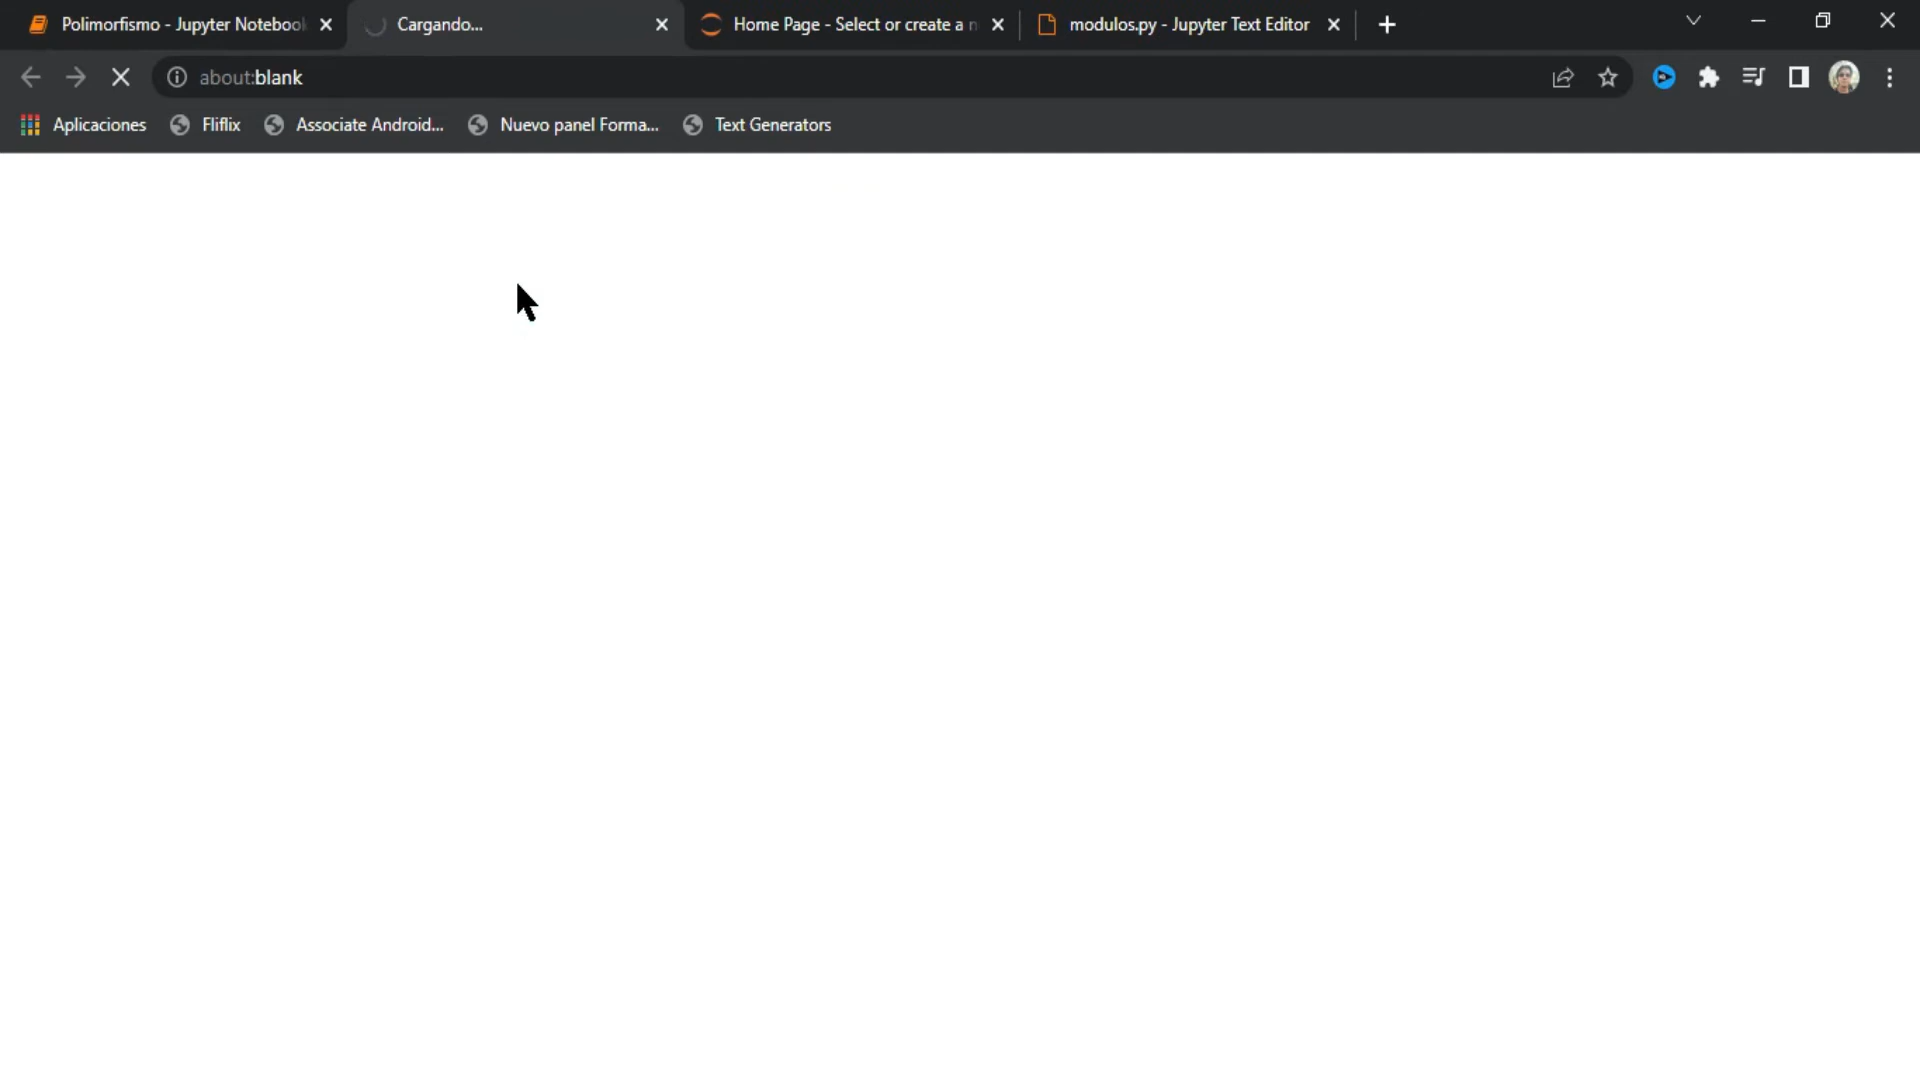 Polimorfismo - Jupyter Notebook
Cargando...
Home Page - Select or create a n
modulos.py - Jupyter Text Editor
about:blank
Aplicaciones
Fliflix
Associate Android...
Nuevo panel Forma...
Text Generators